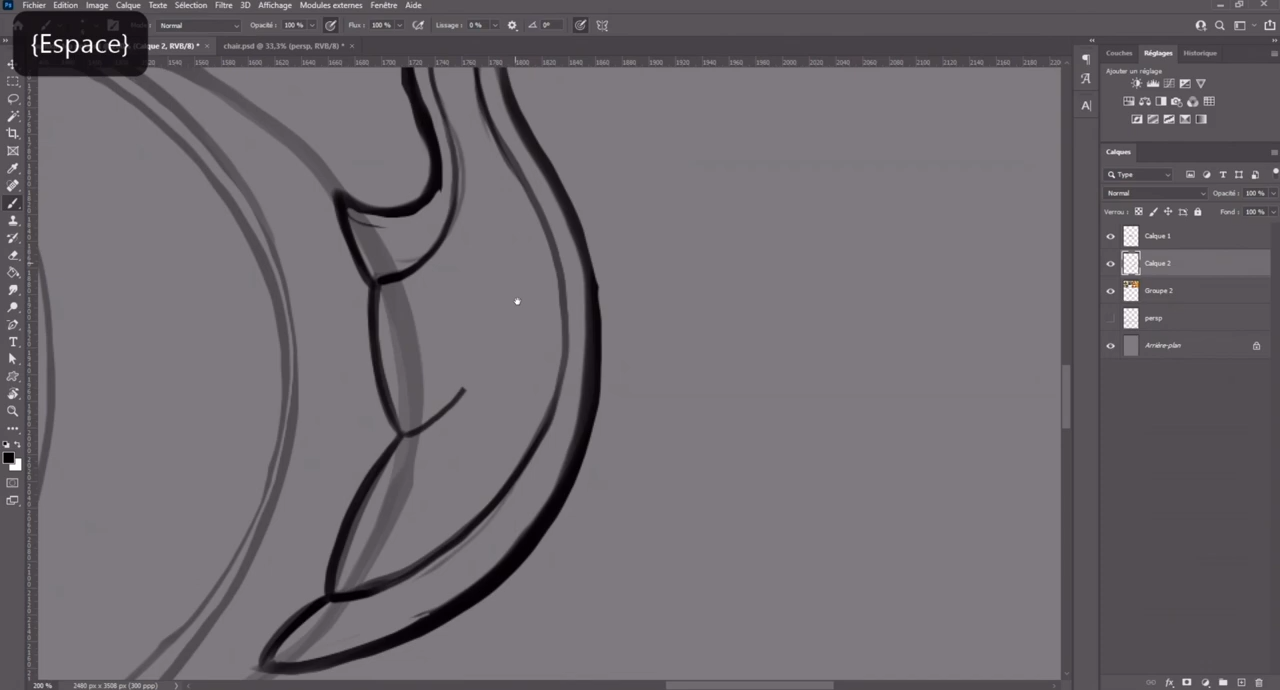 Fichier Edition Image Calque Texte Sélection Filtre 3D Affichage Modules externes Fenêtre Aide
{Espace}
Normal Opacité : 100 % Flux : 100 % Lissage : 0 % 0°
(Calque 2, RVB/8) * × chair.psd @ 33,3% (persp, RVB/8) * ×
Couches Réglages Historique
Ajouter un réglage
Calques
Type
Normal Opacité : 100 %
Verrou : Fond : 100 %
Calque 1
Calque 2
Groupe 2
persp
Arrière-plan
200 % 2480 px x 3508 px (300 ppp)